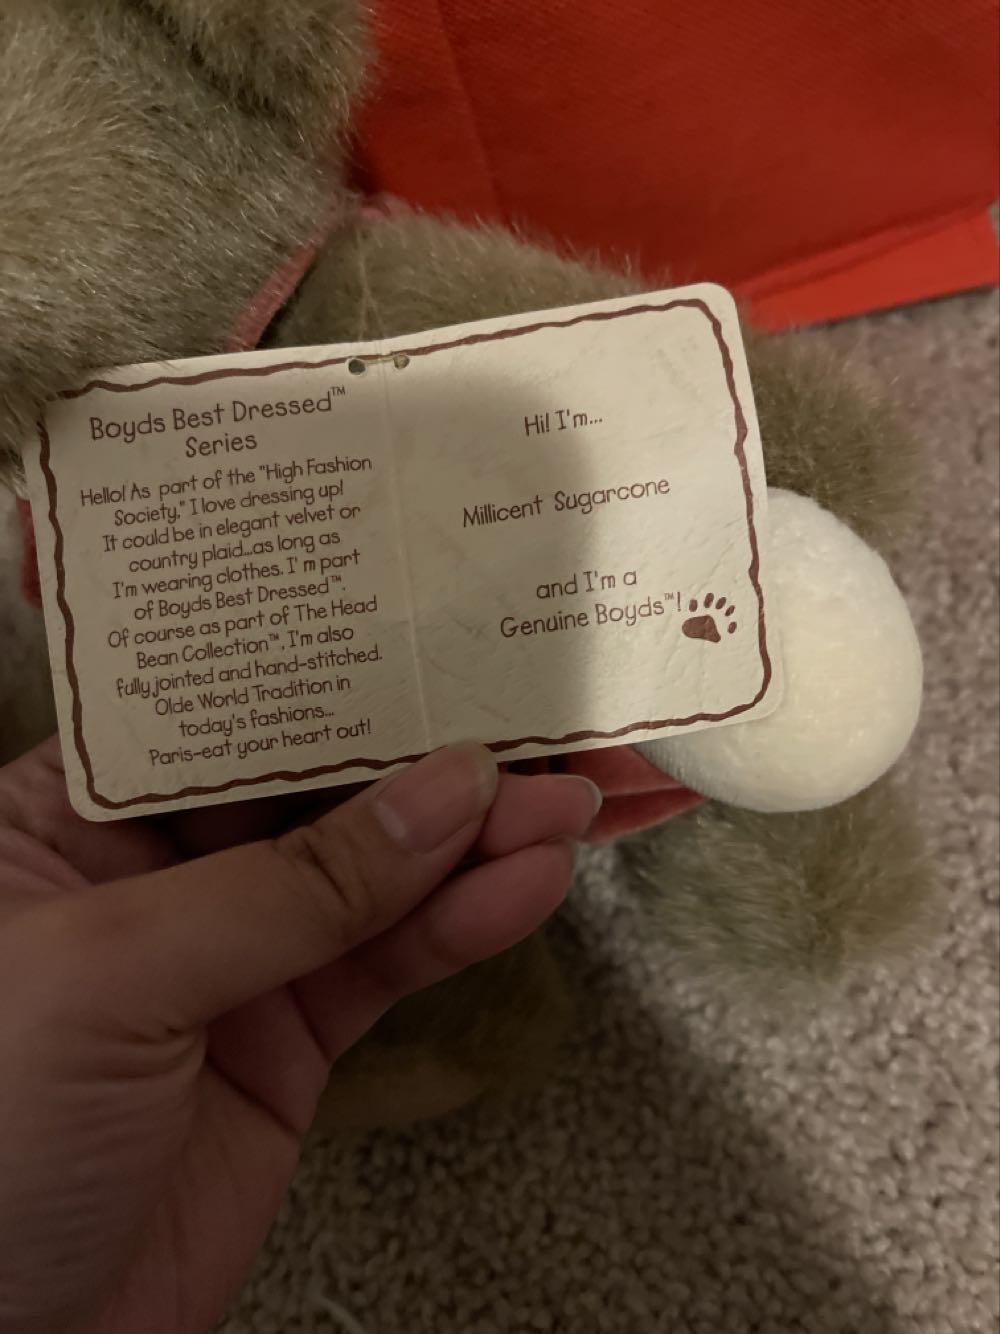 Boyds Best Dressed™
Series
Hello! As part of the "High Fashion
Society," I love dressing up!
It could be in elegant velvet or
country plaid...as long as
I'm wearing clothes. I' m part
of Boyds Best Dressed™.
Of course as part of The Head
Bean Collection™, I'm also
fully jointed and hand-stitched.
Olde World Tradition in
today's fashions...
Paris-eat your heart out!
Hi! I'm...
Millicent Sugarcone
and I'm a
Genuine Boyds™!